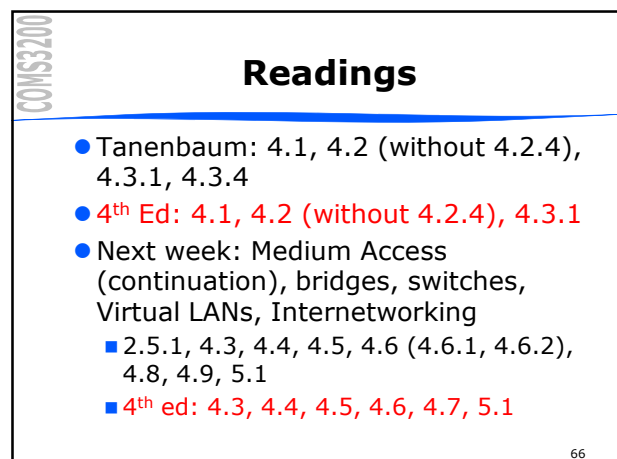 COMS3200
Readings
Tanenbaum: 4.1, 4.2 (without 4.2.4),
4.3.1, 4.3.4
4th Ed: 4.1, 4.2 (without 4.2.4), 4.3.1
Next week: Medium Access
(continuation), bridges, switches,
Virtual LANs, Internetworking
2.5.1, 4.3, 4.4, 4.5, 4.6 (4.6.1, 4.6.2),
4.8, 4.9, 5.1
4th ed: 4.3, 4.4, 4.5, 4.6, 4.7, 5.1
66